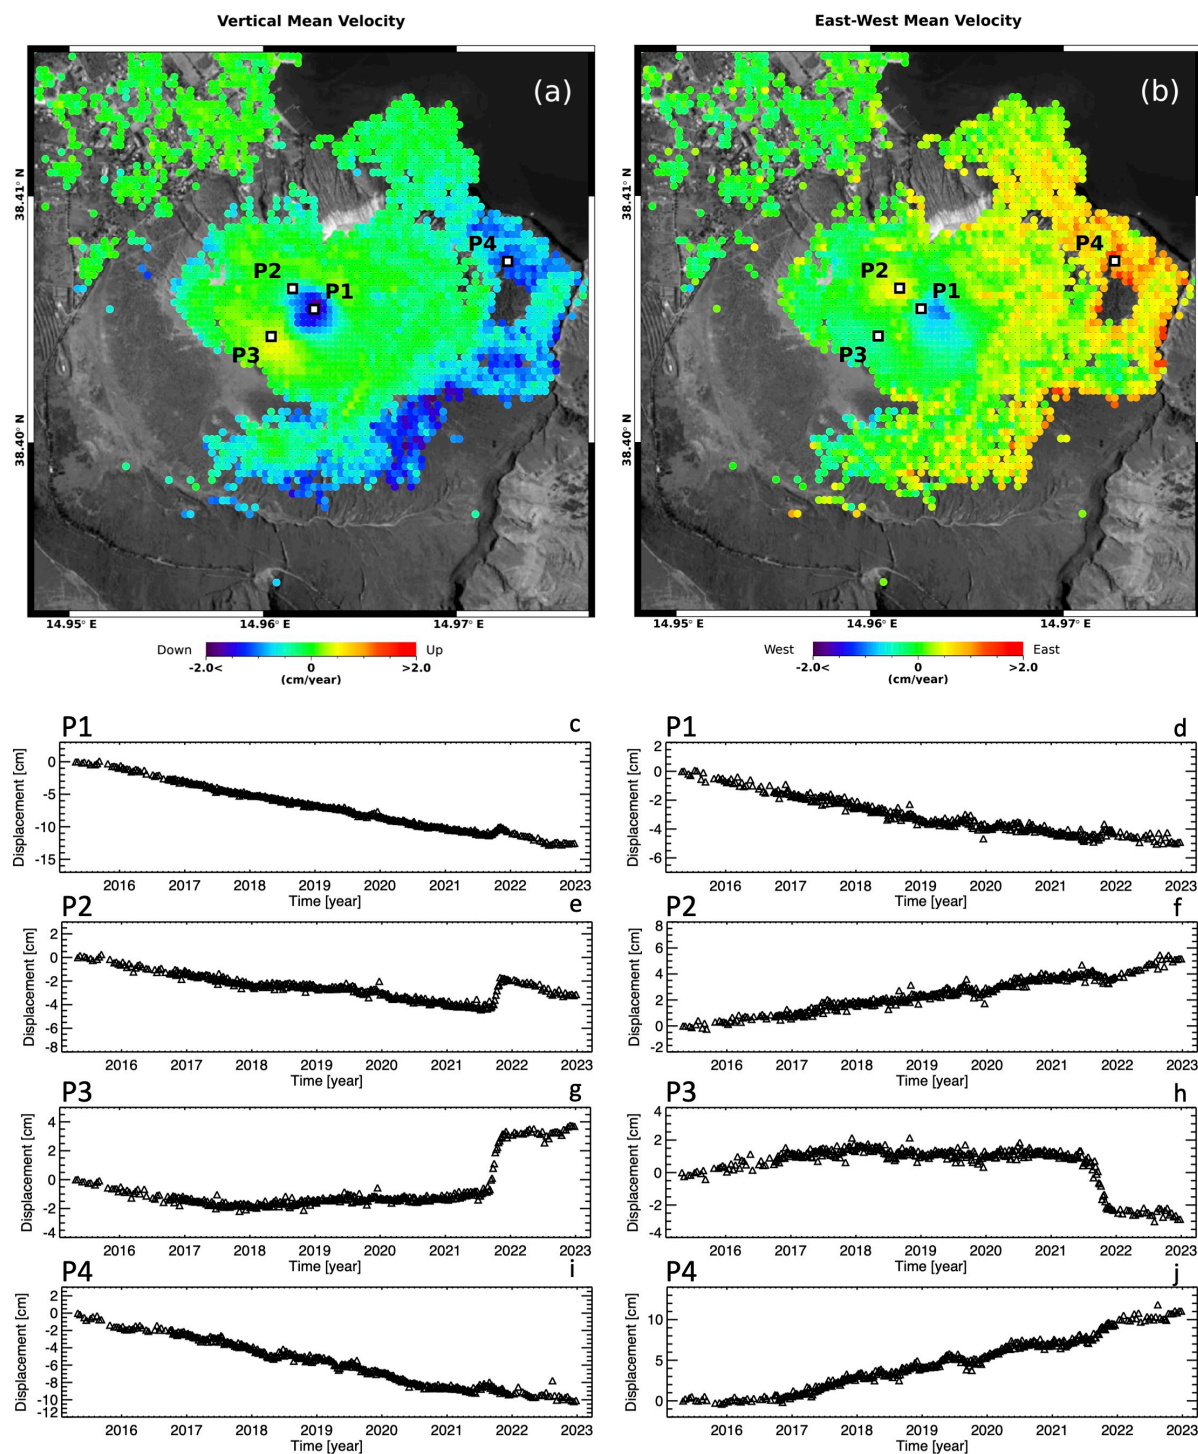 Vertical Mean Velocity
East-West Mean Velocity
(a)
(b)
38.41° N
38.40° N
P4
P2
P1
P3
38.41° N
38.40° N
P4
P2
P1
P3
14.95° E
14.96° E
14.97° E
14.95° E
14.96° E
14.97° E
Down
Up
-2.0<
0
>2.0
(cm/year)
West
East
-2.0<
0
>2.0
(cm/year)
P1
c
Displacement [cm]
0
-5
-10
-15
2016 2017 2018 2019 2020 2021 2022 2023
Time [year]
P1
d
Displacement [cm]
2
0
-2
-4
-6
2016 2017 2018 2019 2020 2021 2022 2023
Time [year]
P2
e
Displacement [cm]
2
0
-2
-4
-6
-8
2016 2017 2018 2019 2020 2021 2022 2023
Time [year]
P2
f
Displacement [cm]
8
6
4
2
0
-2
2016 2017 2018 2019 2020 2021 2022 2023
Time [year]
P3
g
Displacement [cm]
4
2
0
-2
-4
2016 2017 2018 2019 2020 2021 2022 2023
Time [year]
P3
h
Displacement [cm]
4
2
0
-2
-4
2016 2017 2018 2019 2020 2021 2022 2023
Time [year]
P4
i
Displacement [cm]
2
0
-2
-4
-6
-8
-10
-12
2016 2017 2018 2019 2020 2021 2022 2023
Time [year]
P4
j
Displacement [cm]
10
5
0
2016 2017 2018 2019 2020 2021 2022 2023
Time [year]